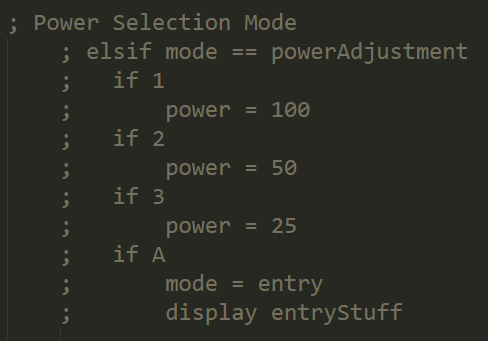 ; Power Selection Mode
; elsif mode == powerAdjustment
; if 1
; power = 100
; if 2
; power = 50
; if 3
; power = 25
; if A
; mode = entry
; display entryStuff